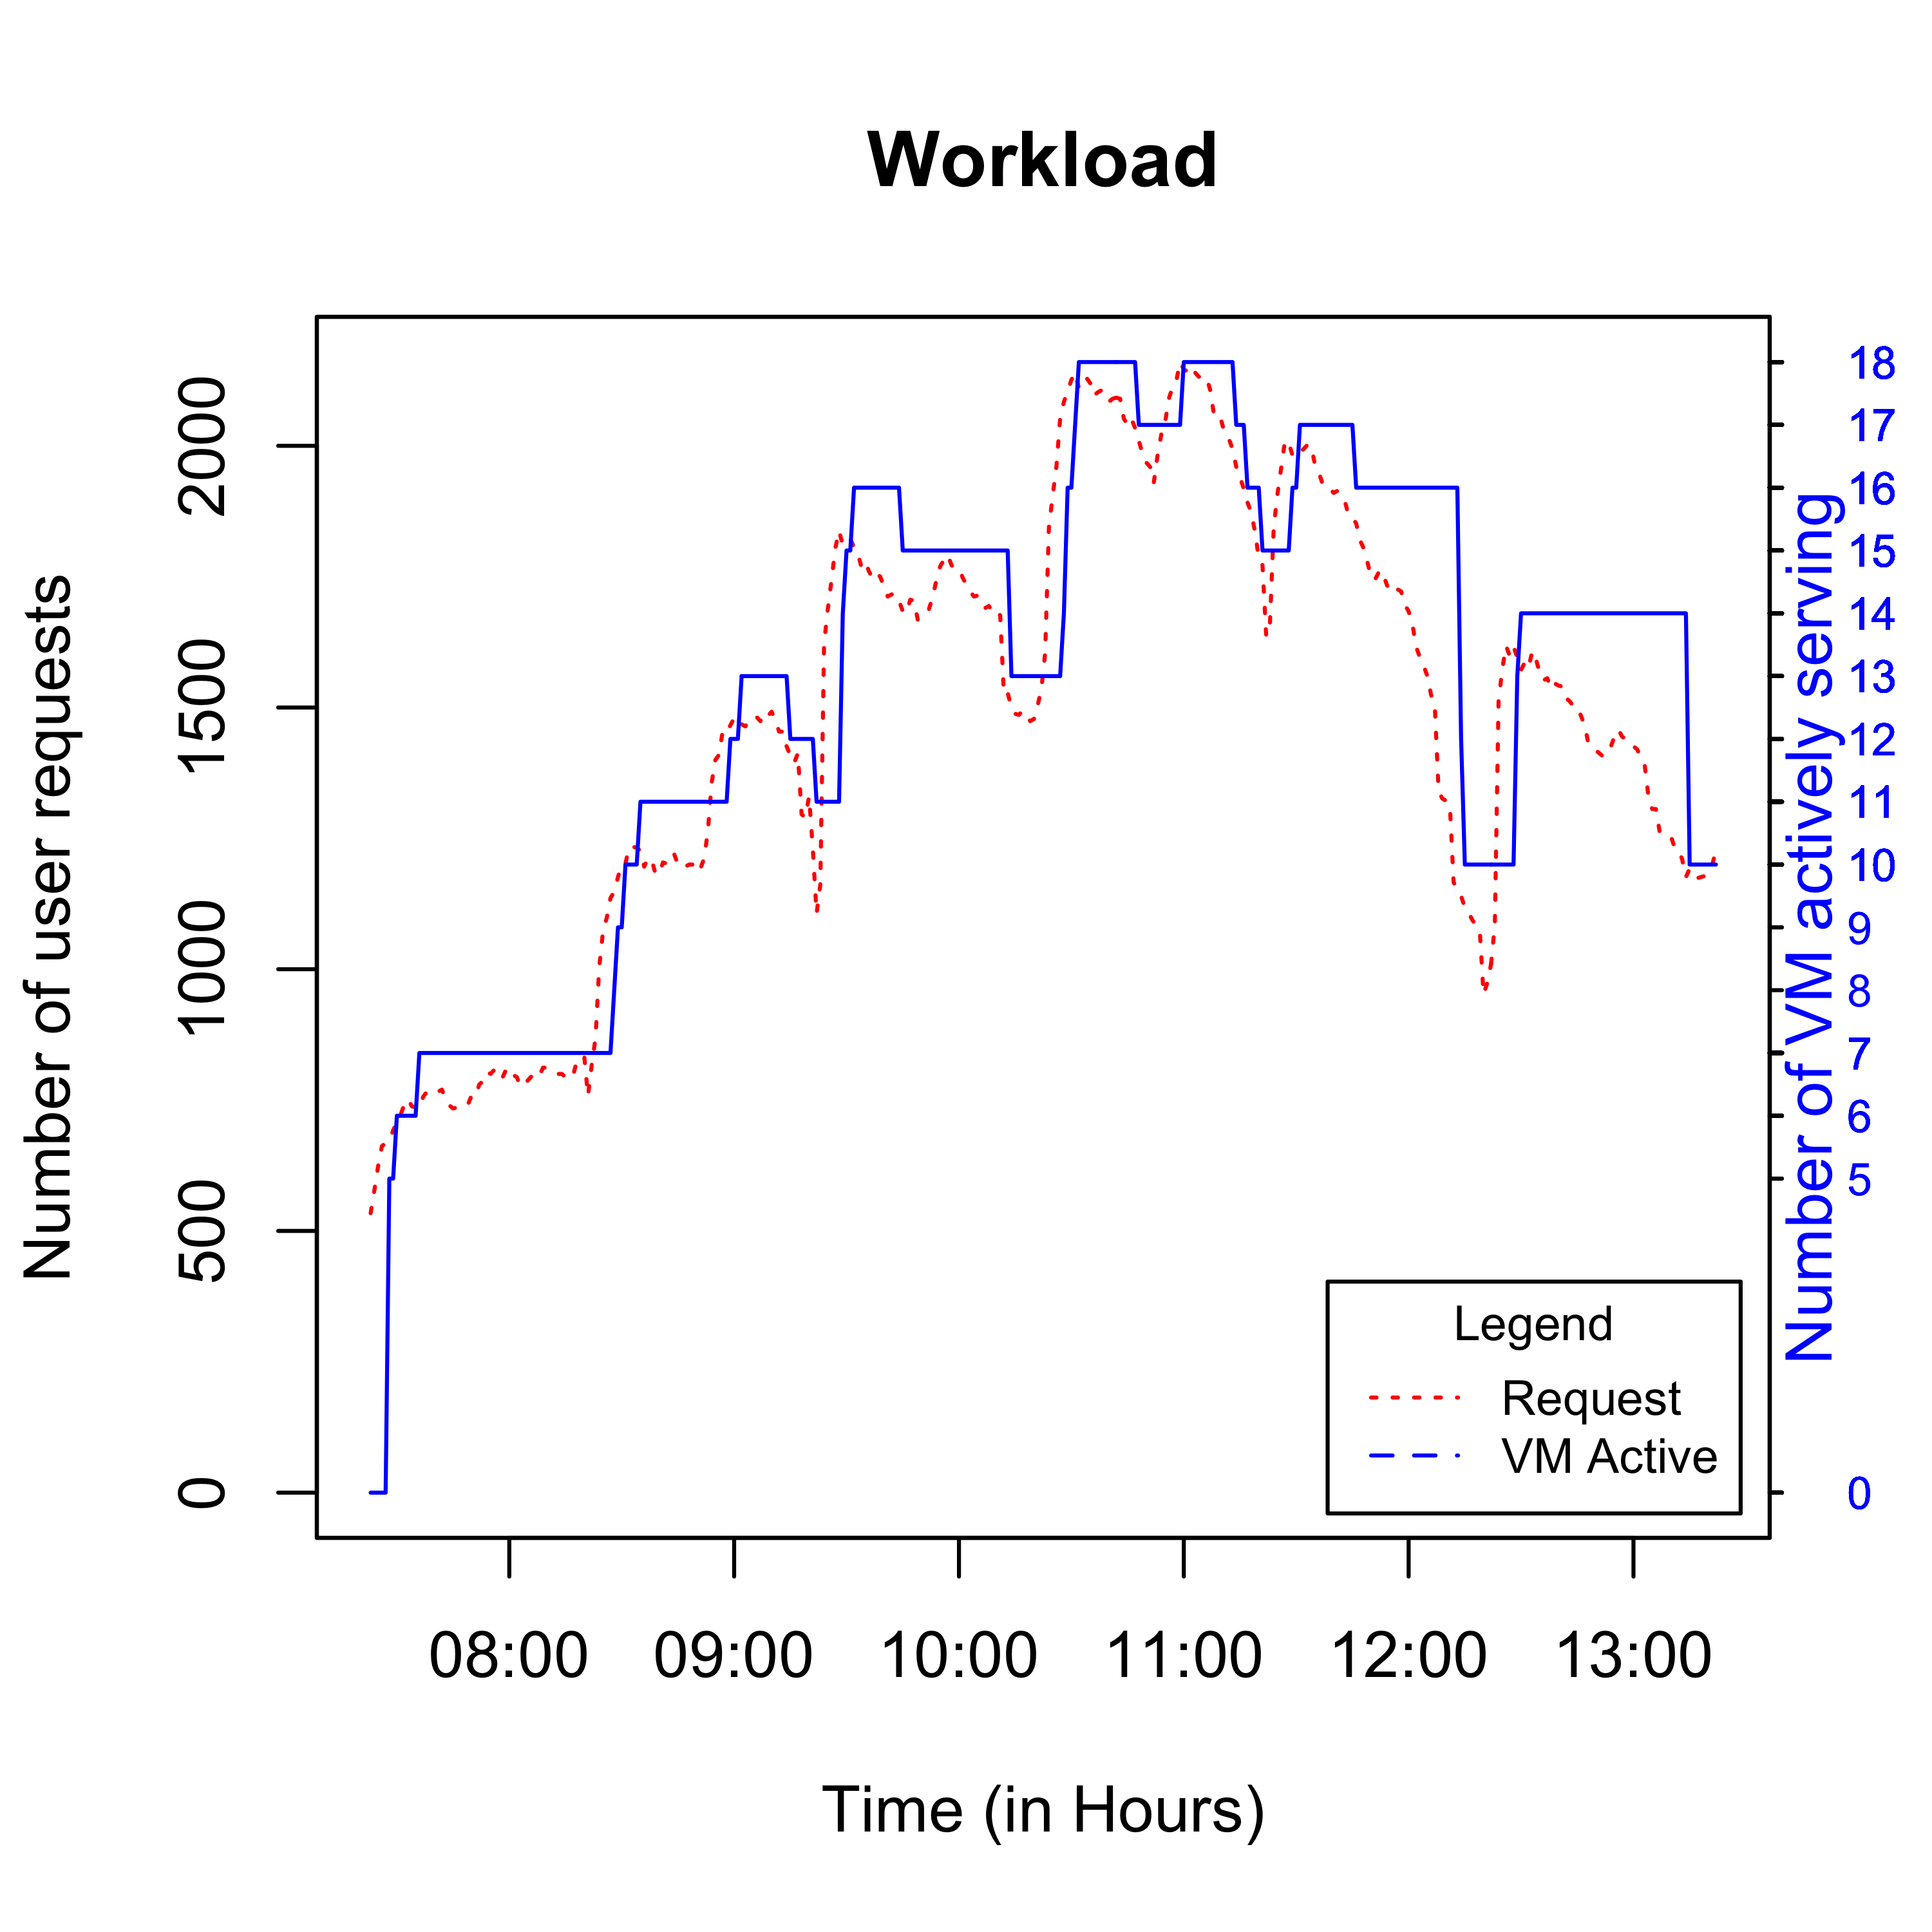 Workload
Number of user requests
2000
1500
1000
500
0
18
17
16
15
14
13
12
11
10
9
8
7
6
5
0
Number of VM actively serving
Legend
Request
VM Active
08:00 09:00 10:00 11:00 12:00 13:00
Time (in Hours)